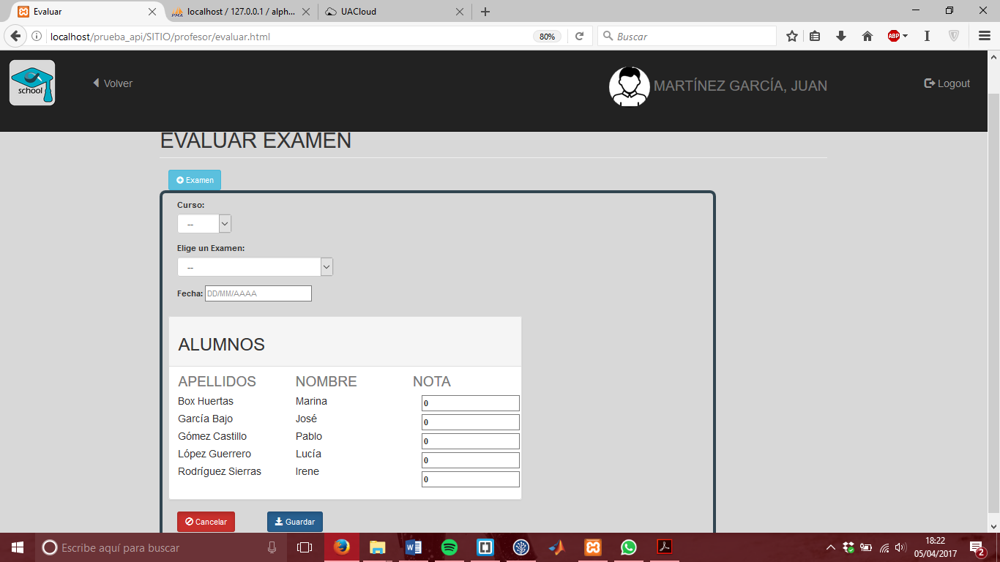 Evaluar
PMA localhost / 127.0.0.1 / alph...
UACloud
localhost/prueba_api/SITIO/profesor/evaluar.html
80%
Buscar
ABP
school
Volver
MARTÍNEZ GARCÍA, JUAN
Logout
EVALUAR EXAMEN
Examen
Curso:
--
Elige un Examen:
--
Fecha: DD/MM/AAAA
ALUMNOS
APELLIDOS NOMBRE NOTA
Box Huertas Marina 0
García Bajo José 0
Gómez Castillo Pablo 0
López Guerrero Lucía 0
Rodríguez Sierras Irene 0
Cancelar Guardar
Escribe aquí para buscar
18:22
05/04/2017
2